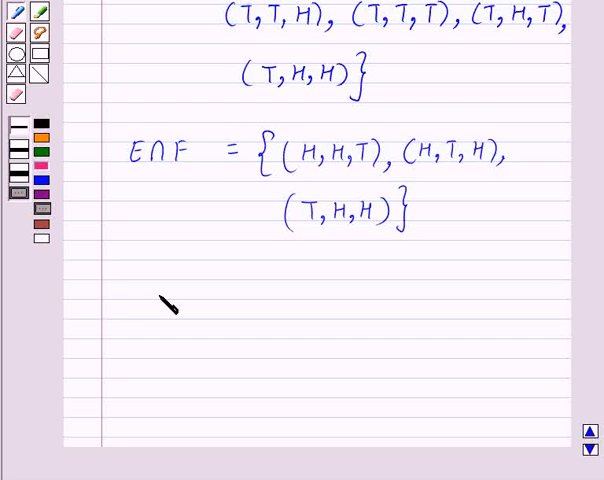 (T,T,H), (T,T,T), (T,H,T),
(T,H,H)}
E∩F = {(H,H,T), (H,T,H),
(T,H,H)}